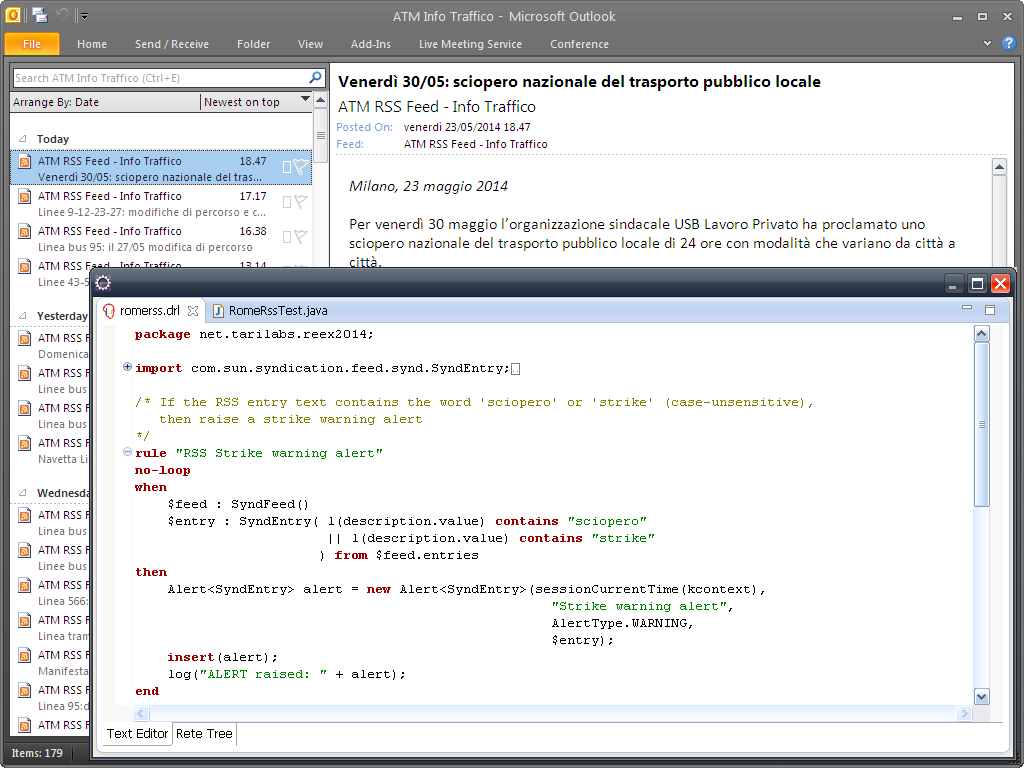 ATM Info Traffico - Microsoft Outlook
File Home Send / Receive Folder View Add-Ins Live Meeting Service Conference
Search ATM Info Traffico (Ctrl+E)
Arrange By: Date Newest on top
Today
ATM RSS Feed - Info Traffico 18.47
Venerdì 30/05: sciopero nazionale del tras...
ATM RSS Feed - Info Traffico 17.17
Linee 9-12-23-27: modifiche di percorso e c...
ATM RSS Feed - Info Traffico 16.38
Linea bus 95: il 27/05 modifica di percorso
ATM RSS Feed - Info Traffico 13.14
Linee 43-5
Yesterday
ATM RSS F
Domenica
ATM RSS F
Linee bus
ATM RSS F
Linea bus
ATM RSS F
Navetta Li
Wednesda
ATM RSS F
Linea bus
ATM RSS F
Linee bus
ATM RSS F
Linea 566:
ATM RSS F
Linea tram
ATM RSS F
Manifesta
ATM RSS F
Linea 95:d
ATM RSS F
Items: 179
Venerdì 30/05: sciopero nazionale del trasporto pubblico locale
ATM RSS Feed - Info Traffico
Posted On: venerdì 23/05/2014 18.47
Feed: ATM RSS Feed - Info Traffico
Milano, 23 maggio 2014
Per venerdì 30 maggio l'organizzazione sindacale USB Lavoro Privato ha proclamato uno
sciopero nazionale del trasporto pubblico locale di 24 ore con modalità che variano da città a
città.
romerss.drl RomeRssTest.java
package net.tarilabs.reex2014;
import com.sun.syndication.feed.synd.SyndEntry;
/* If the RSS entry text contains the word 'sciopero' or 'strike' (case-unsensitive),
then raise a strike warning alert
*/
rule "RSS Strike warning alert"
no-loop
when
$feed : SyndFeed()
$entry : SyndEntry( l(description.value) contains "sciopero"
|| l(description.value) contains "strike"
) from $feed.entries
then
Alert<SyndEntry> alert = new Alert<SyndEntry>(sessionCurrentTime(kcontext),
"Strike warning alert",
AlertType.WARNING,
$entry);
insert(alert);
log("ALERT raised: " + alert);
end
Text Editor Rete Tree